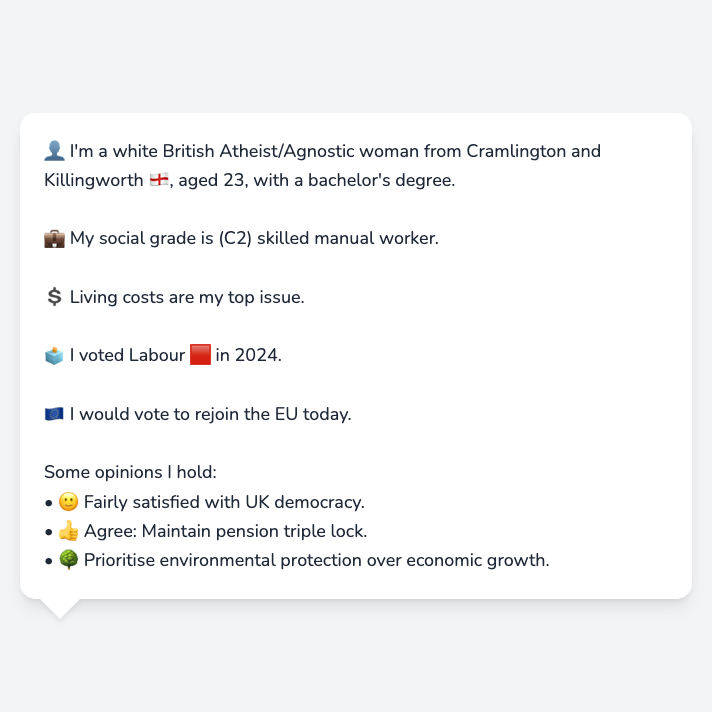 👤 I'm a white British Atheist/Agnostic woman from Cramlington and
Killingworth 🏴󠁧󠁢󠁥󠁮󠁧󠁿, aged 23, with a bachelor's degree.
💼 My social grade is (C2) skilled manual worker.
💲 Living costs are my top issue.
🗳️ I voted Labour 🟥 in 2024.
🇪🇺 I would vote to rejoin the EU today.
Some opinions I hold:
• 🙂 Fairly satisfied with UK democracy.
• 👍 Agree: Maintain pension triple lock.
• 🌳 Prioritise environmental protection over economic growth.